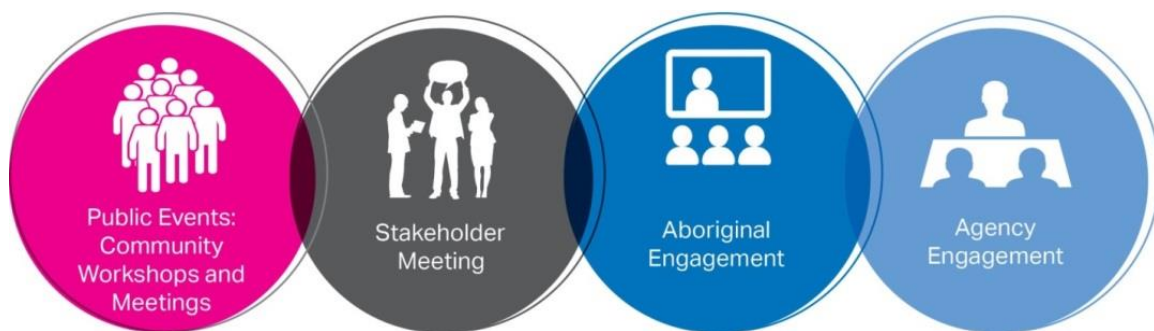 Public Events:
Community
Workshops and
Meetings
Stakeholder
Meeting
Aboriginal
Engagement
Agency
Engagement